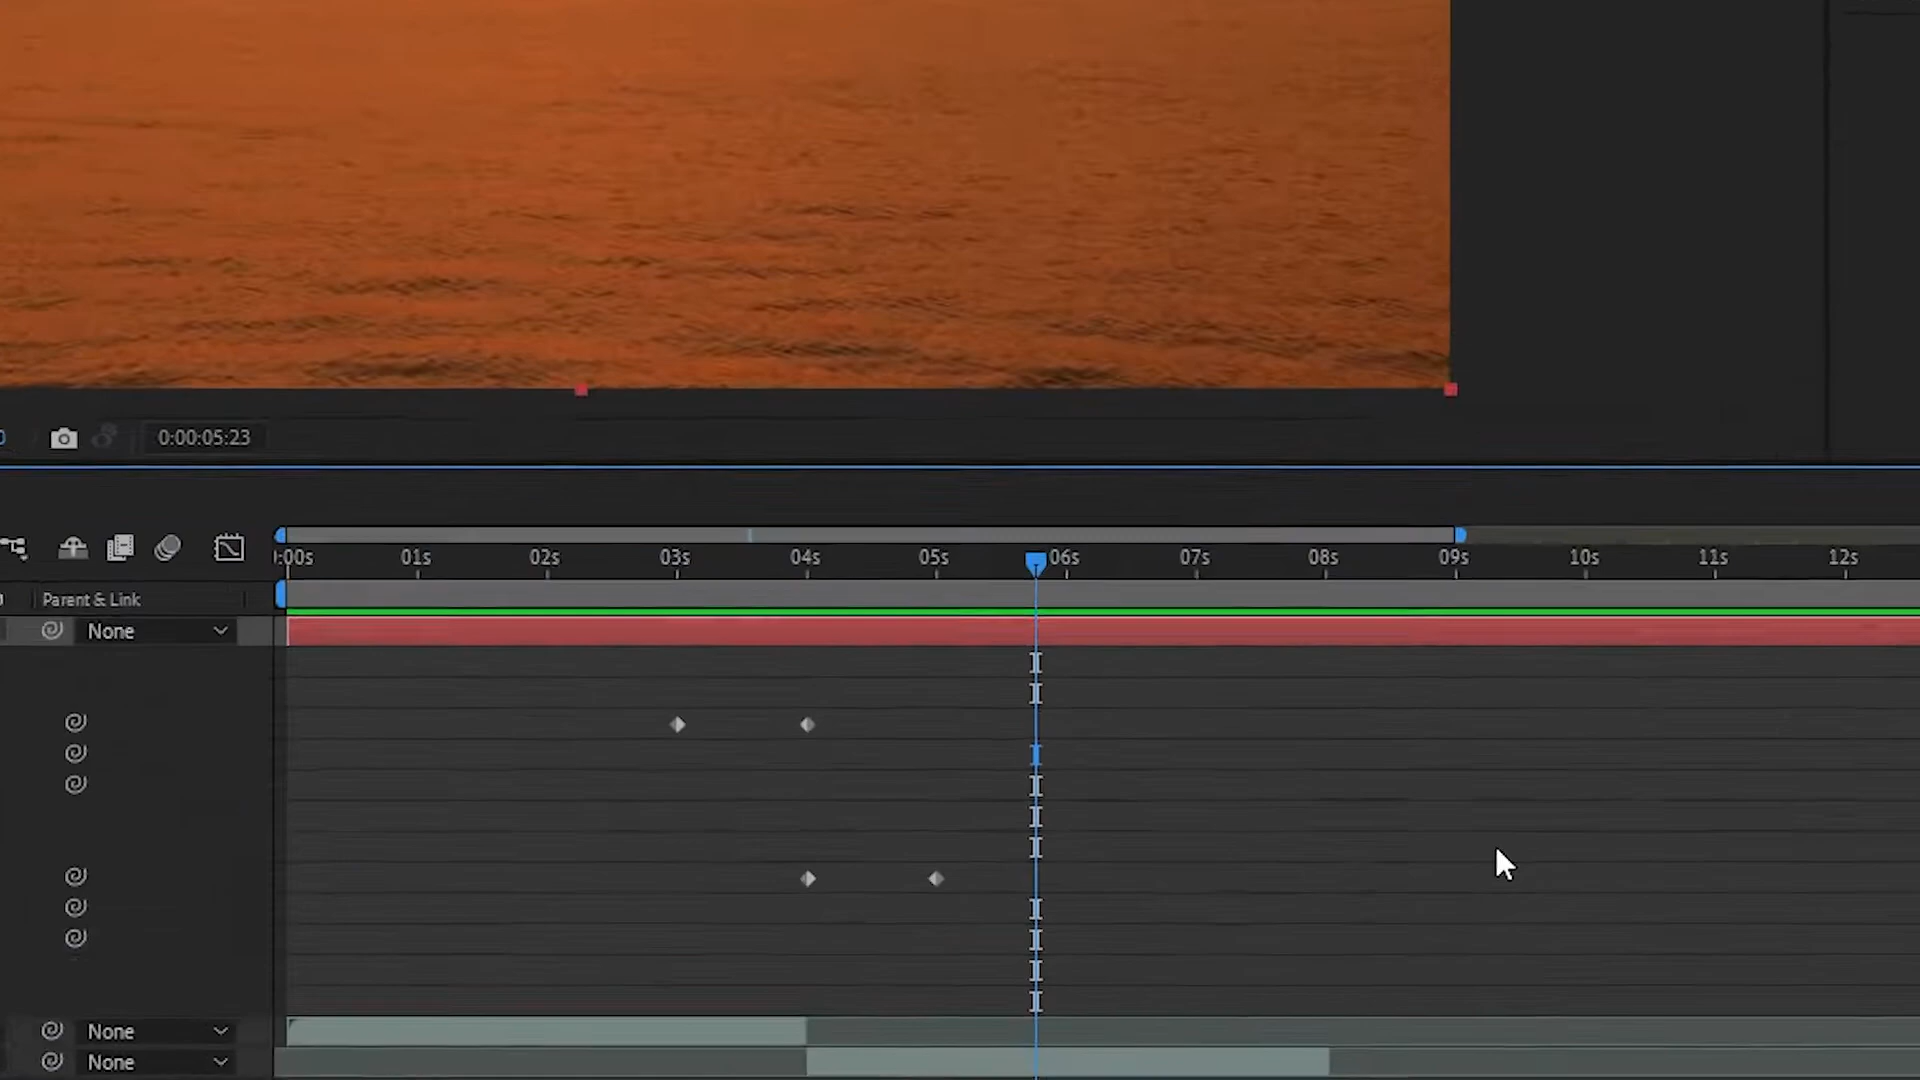 0:00:05:23
:00s 01s 02s 03s 04s 05s 06s 07s 08s 09s 10s 11s 12s
Parent & Link
None
None
None